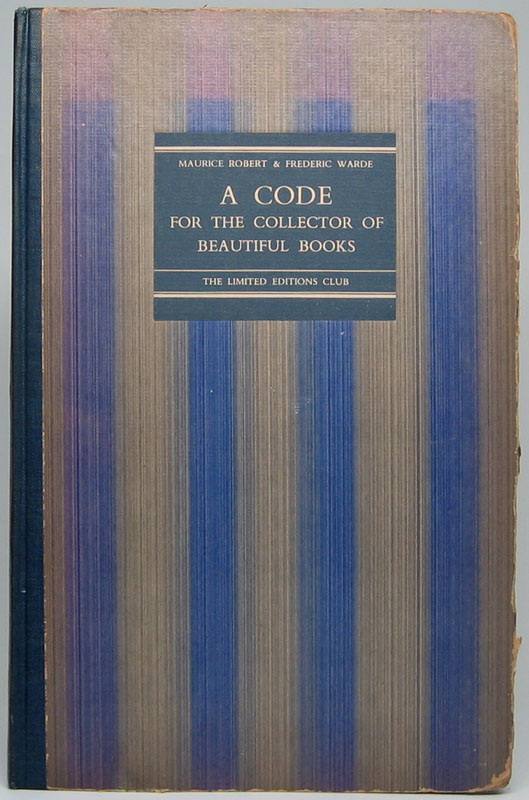 MAURICE ROBERT & FREDERIC WARDE
A CODE
FOR THE COLLECTOR OF
BEAUTIFUL BOOKS
THE LIMITED EDITIONS CLUB